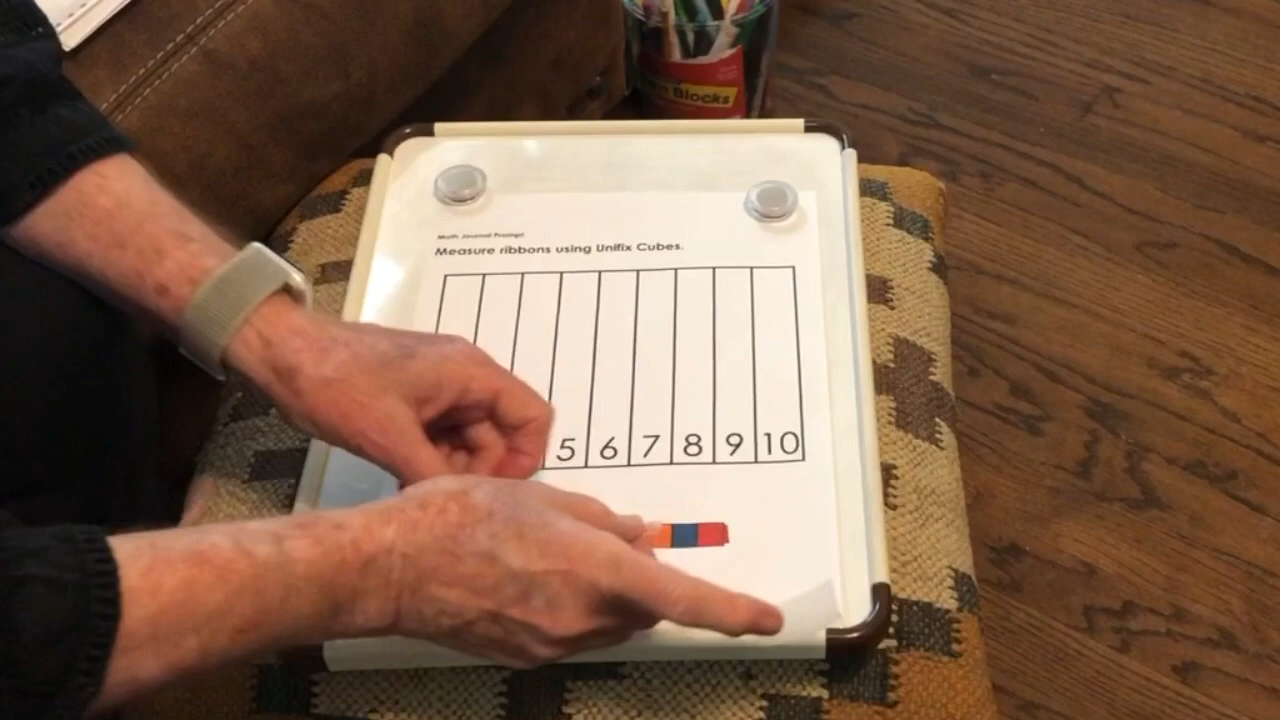 Math Journal Prompt:
Measure ribbons using Unifix Cubes.
5 6 7 8 9 10
Blocks